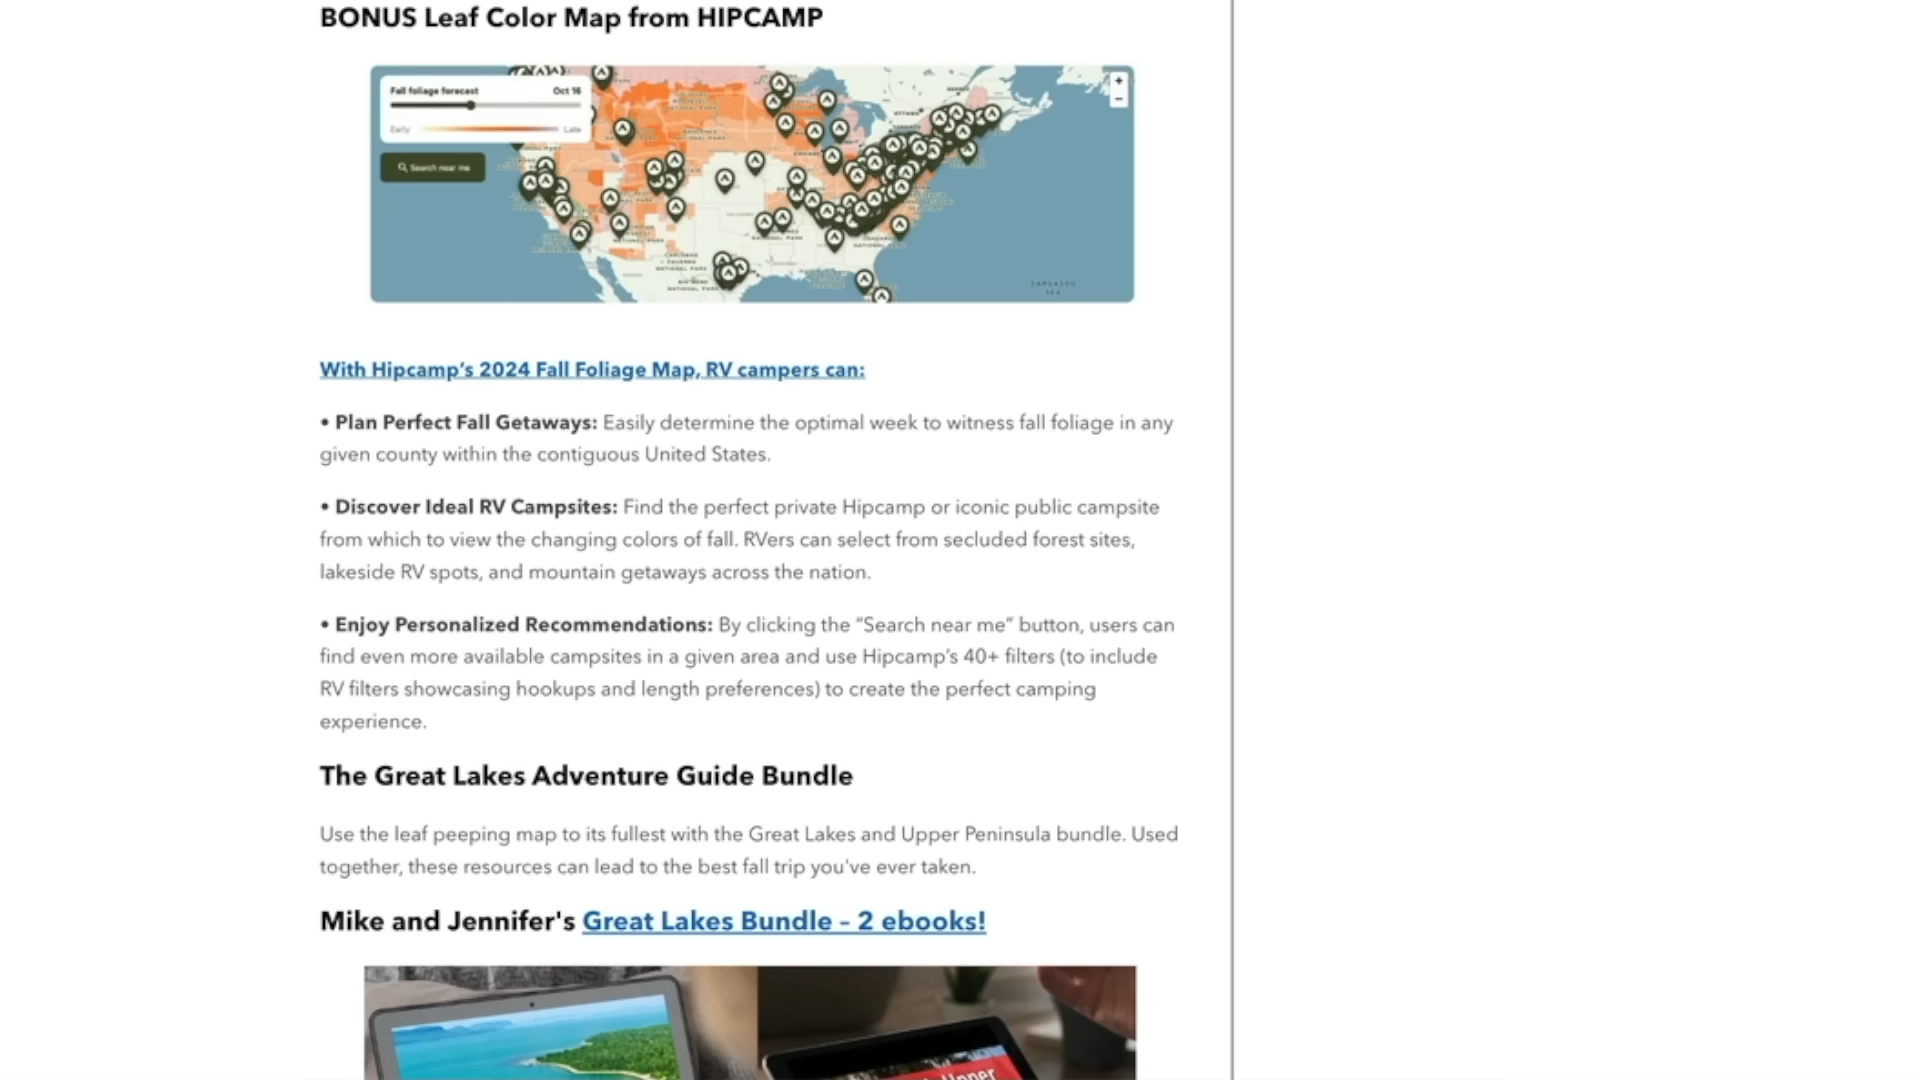 BONUS Leaf Color Map from HIPCAMP
Fall foliage forecast Oct 16
Early Late
Search near me
+
−
SARGASSO
SEA
With Hipcamp’s 2024 Fall Foliage Map, RV campers can:
• Plan Perfect Fall Getaways: Easily determine the optimal week to witness fall foliage in any
given county within the contiguous United States.
• Discover Ideal RV Campsites: Find the perfect private Hipcamp or iconic public campsite
from which to view the changing colors of fall. RVers can select from secluded forest sites,
lakeside RV spots, and mountain getaways across the nation.
• Enjoy Personalized Recommendations: By clicking the “Search near me” button, users can
find even more available campsites in a given area and use Hipcamp’s 40+ filters (to include
RV filters showcasing hookups and length preferences) to create the perfect camping
experience.
The Great Lakes Adventure Guide Bundle
Use the leaf peeping map to its fullest with the Great Lakes and Upper Peninsula bundle. Used
together, these resources can lead to the best fall trip you've ever taken.
Mike and Jennifer's Great Lakes Bundle – 2 ebooks!
Upper